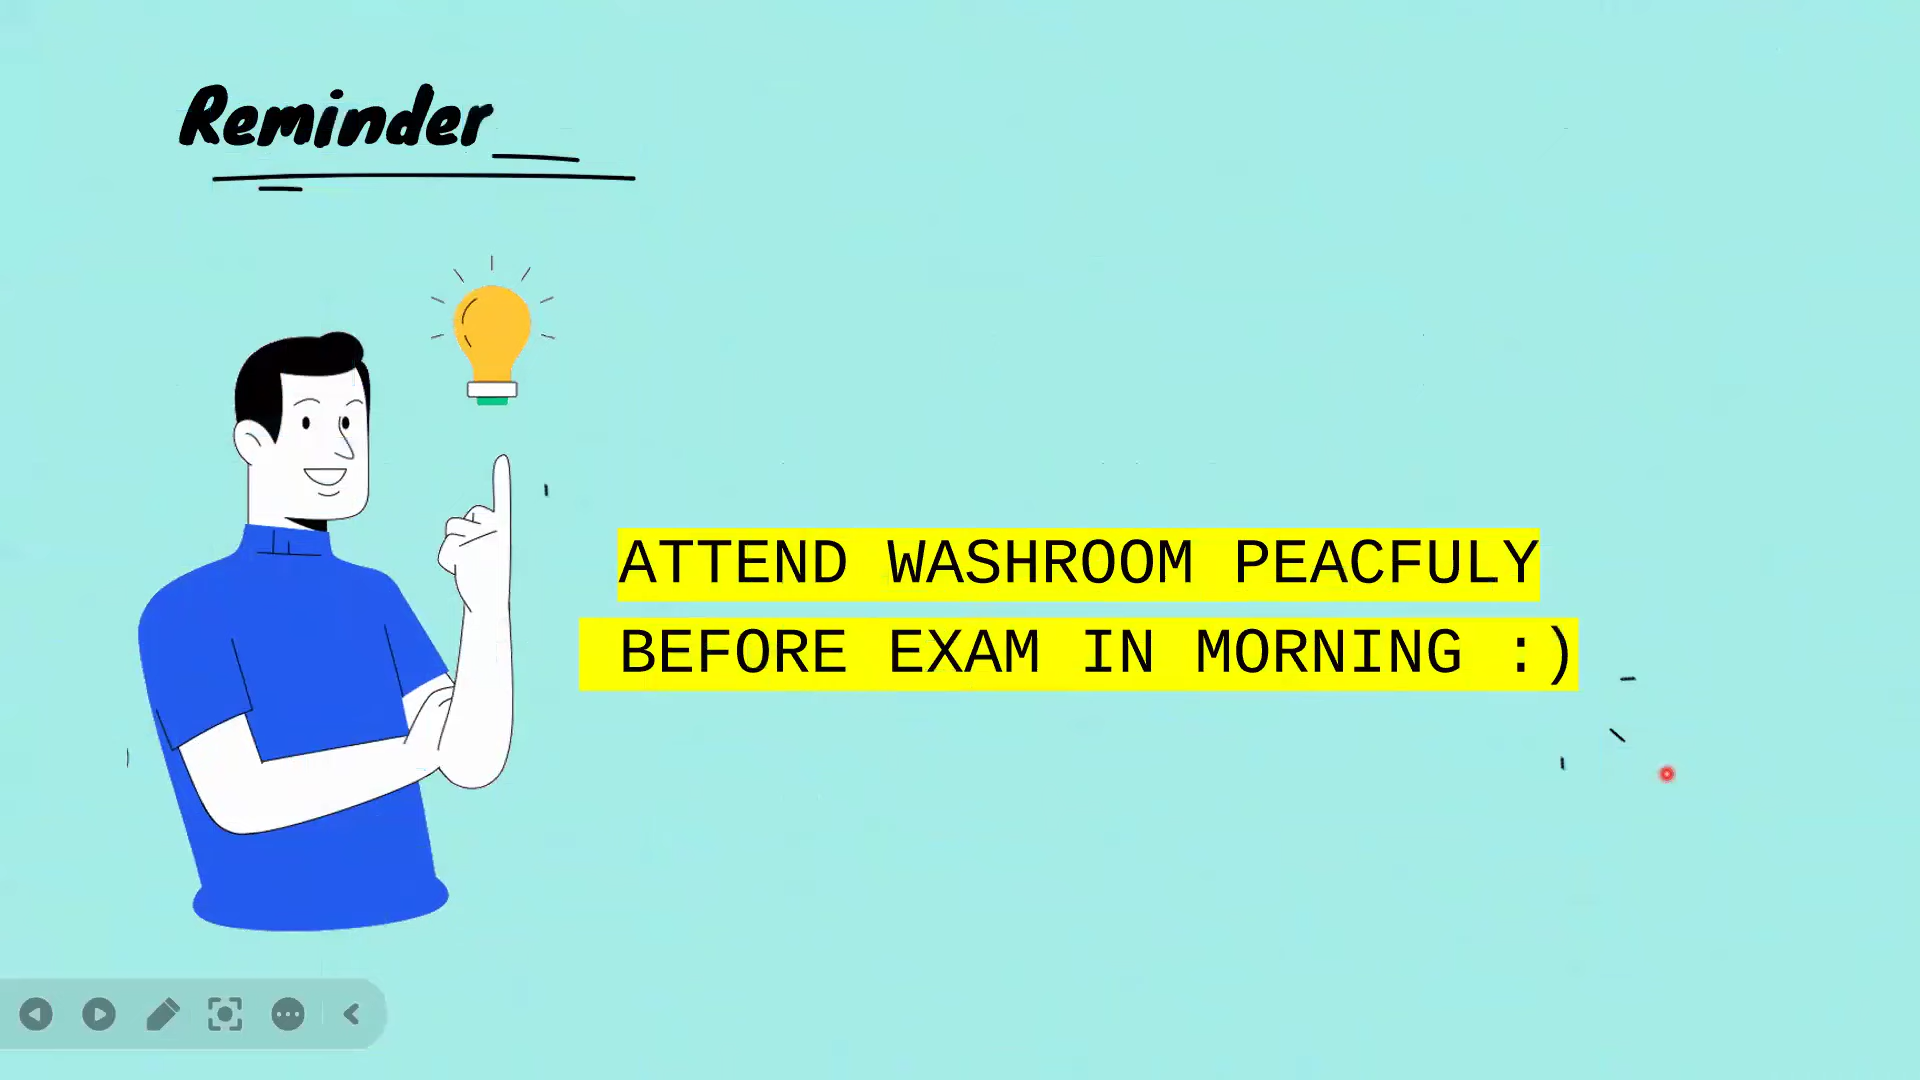 Reminder
ATTEND WASHROOM PEACFULY
BEFORE EXAM IN MORNING :)